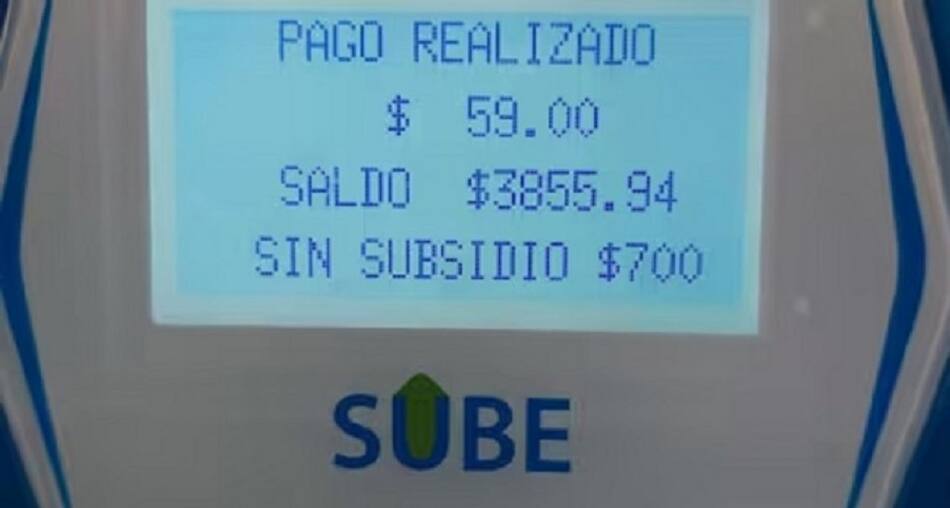 PAGO REALIZADO
$ 59.00
SALDO $3855.94
SIN SUBSIDIO $700
SUBE